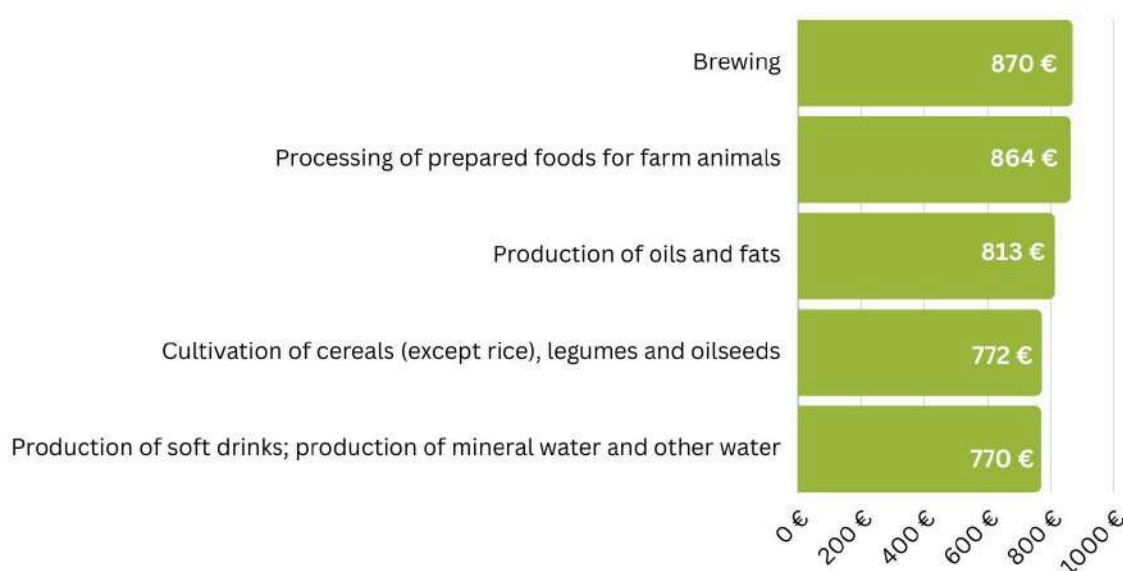 Brewing
870 €
Processing of prepared foods for farm animals
864 €
Production of oils and fats
813 €
Cultivation of cereals (except rice), legumes and oilseeds
772 €
Production of soft drinks; production of mineral water and other water
770 €
0 €
200 €
400 €
600 €
800 €
1000 €